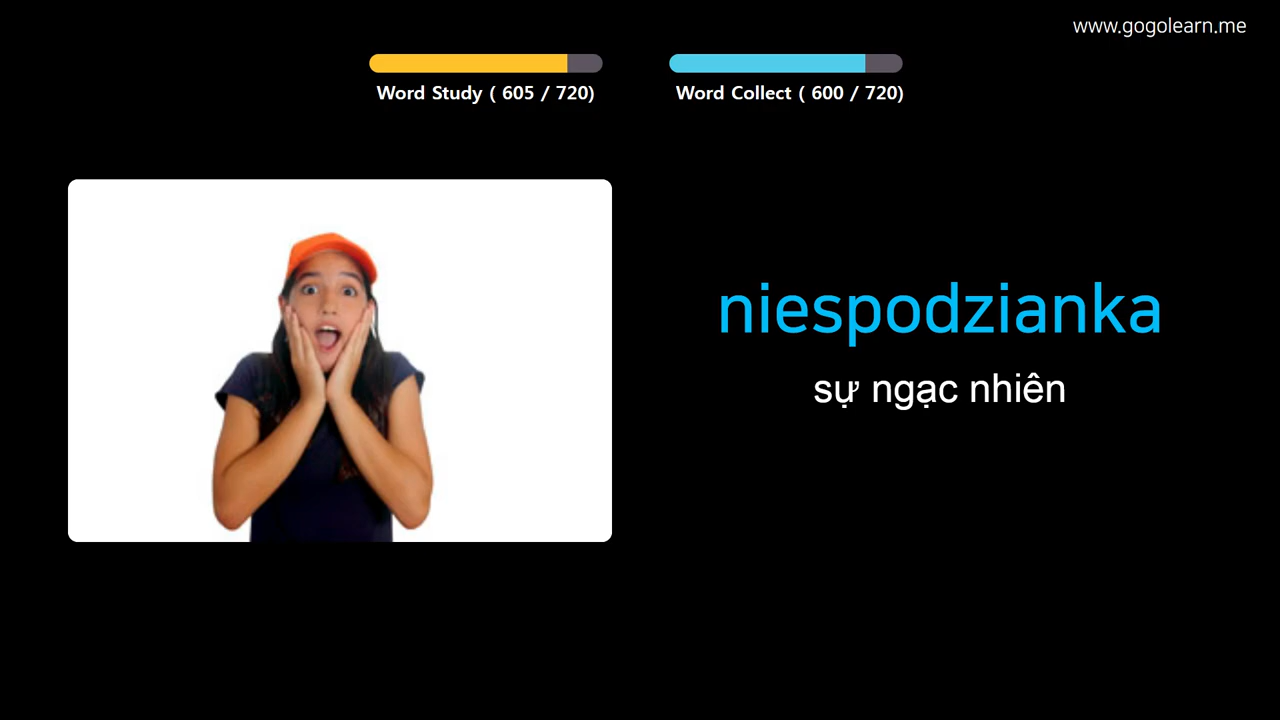 www.gogolearn.me
Word Study ( 605 / 720)
Word Collect ( 600 / 720)
niespodzianka
sự ngạc nhiên